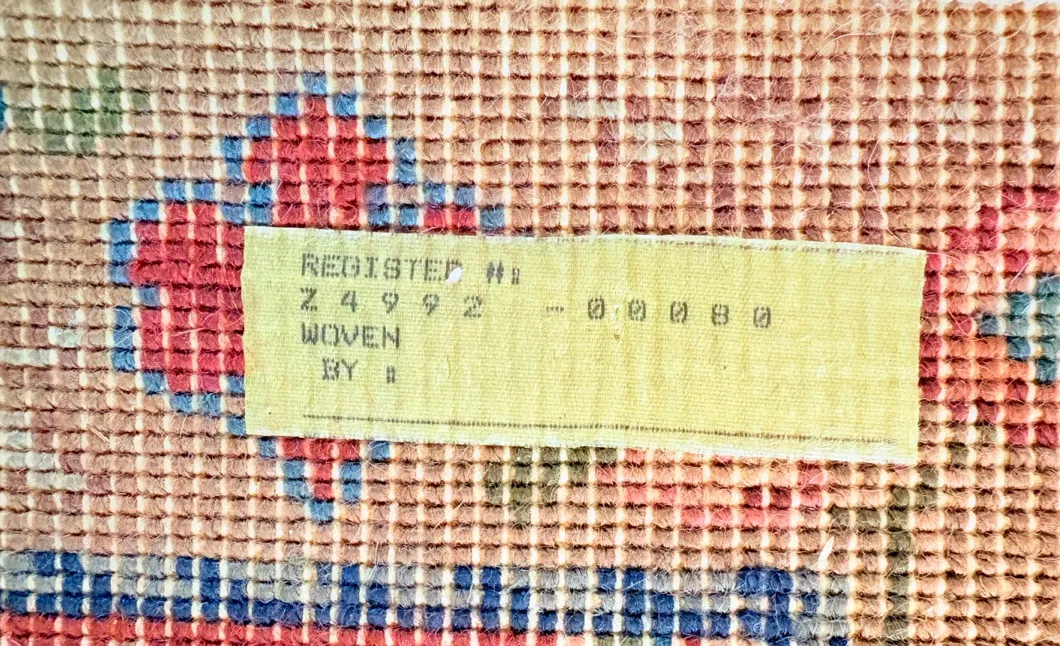 REGISTER #:
Z4992 -00080
WOVEN
BY :